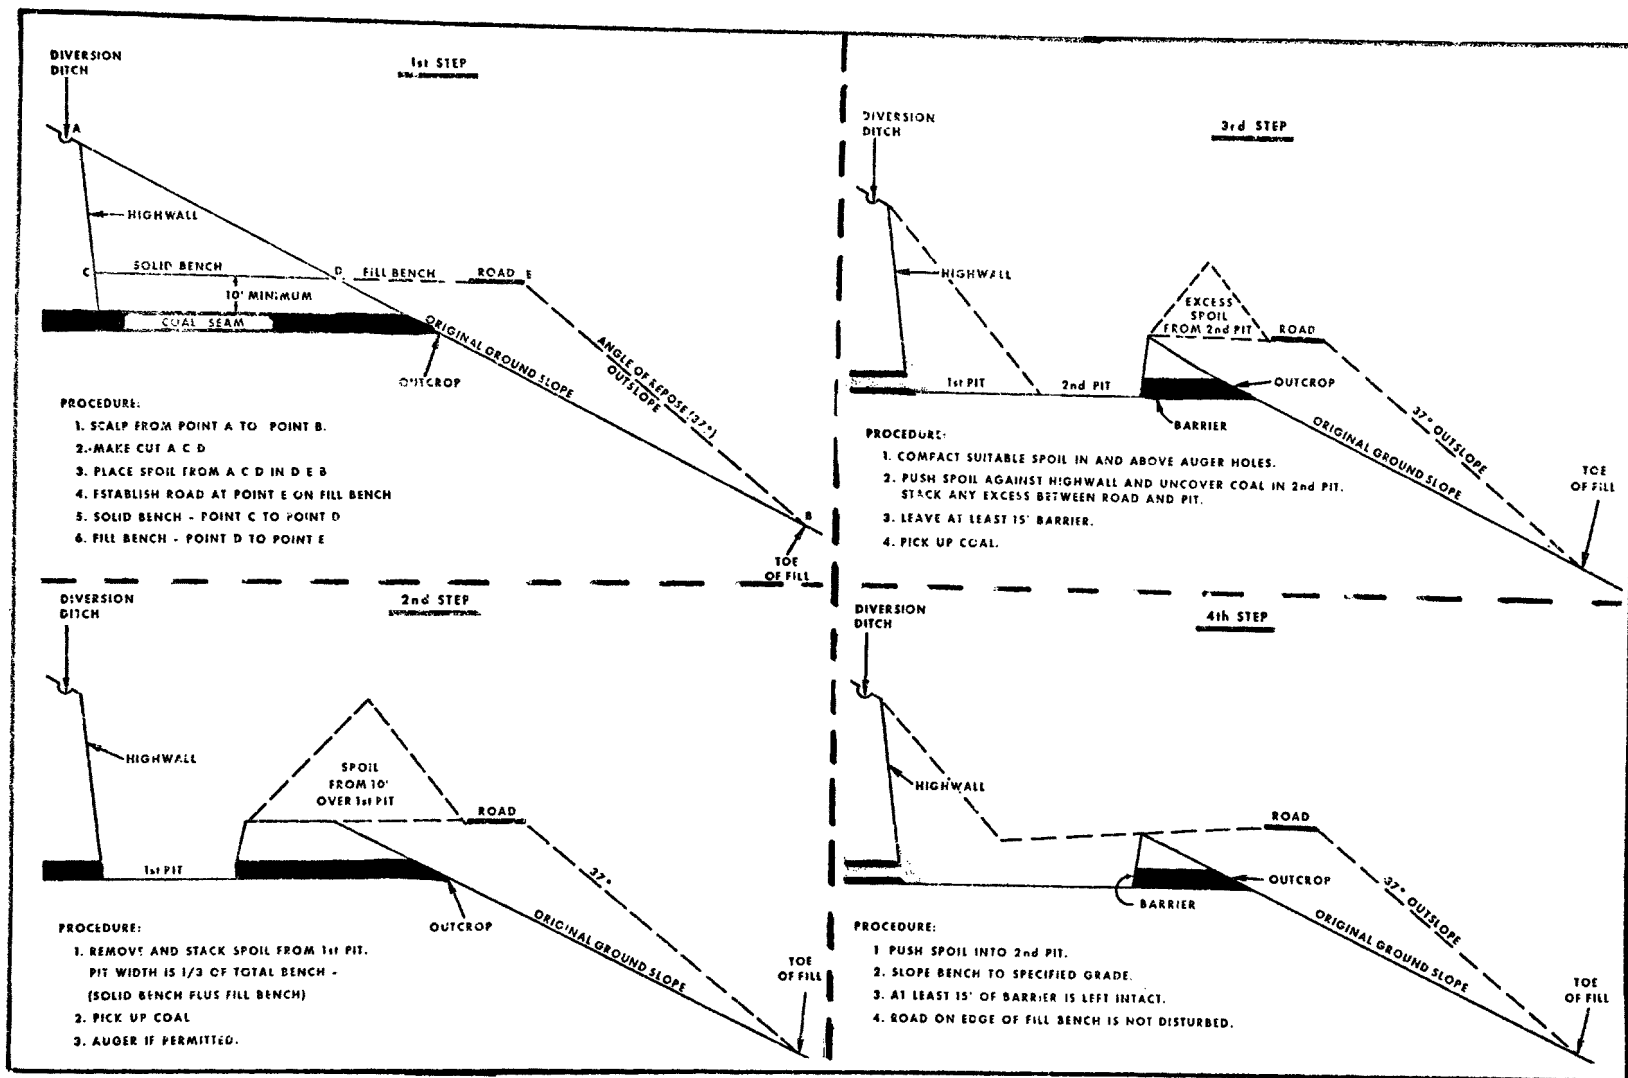 1st STEP
DIVERSION
DITCH
A
HIGHWALL
C
SOLID BENCH
D
FILL BENCH
ROAD
E
10' MINIMUM
COAL SEAM
ORIGINAL GROUND SLOPE
OUTCROP
ANGLE OF REPOSE (37°)
OUTSLOPE
B
TOE
OF FILL
PROCEDURE:
1. SCALP FROM POINT A TO POINT B.
2. MAKE CUT A C D
3. PLACE SPOIL FROM A C D IN D E B
4. ESTABLISH ROAD AT POINT E ON FILL BENCH
5. SOLID BENCH - POINT C TO POINT D
6. FILL BENCH - POINT D TO POINT E
2nd STEP
DIVERSION
DITCH
HIGHWALL
SPOIL
FROM 10'
OVER 1st PIT
ROAD
1st PIT
37°
OUTCROP
ORIGINAL GROUND SLOPE
TOE
OF FILL
PROCEDURE:
1. REMOVE AND STACK SPOIL FROM 1st PIT.
PIT WIDTH IS 1/3 OF TOTAL BENCH -
(SOLID BENCH PLUS FILL BENCH)
2. PICK UP COAL
3. AUGER IF PERMITTED.
3rd STEP
DIVERSION
DITCH
HIGHWALL
EXCESS
SPOIL
FROM 2nd PIT
ROAD
1st PIT
2nd PIT
OUTCROP
BARRIER
37° OUTSLOPE
ORIGINAL GROUND SLOPE
TOE
OF FILL
PROCEDURE:
1. COMPACT SUITABLE SPOIL IN AND ABOVE AUGER HOLES.
2. PUSH SPOIL AGAINST HIGHWALL AND UNCOVER COAL IN 2nd PIT.
STACK ANY EXCESS BETWEEN ROAD AND PIT.
3. LEAVE AT LEAST 15' BARRIER.
4. PICK UP COAL.
4th STEP
DIVERSION
DITCH
HIGHWALL
ROAD
OUTCROP
BARRIER
37° OUTSLOPE
ORIGINAL GROUND SLOPE
TOE
OF FILL
PROCEDURE:
1 PUSH SPOIL INTO 2nd PIT.
2. SLOPE BENCH TO SPECIFIED GRADE.
3. AT LEAST 15' OF BARRIER IS LEFT INTACT.
4. ROAD ON EDGE OF FILL BENCH IS NOT DISTURBED.